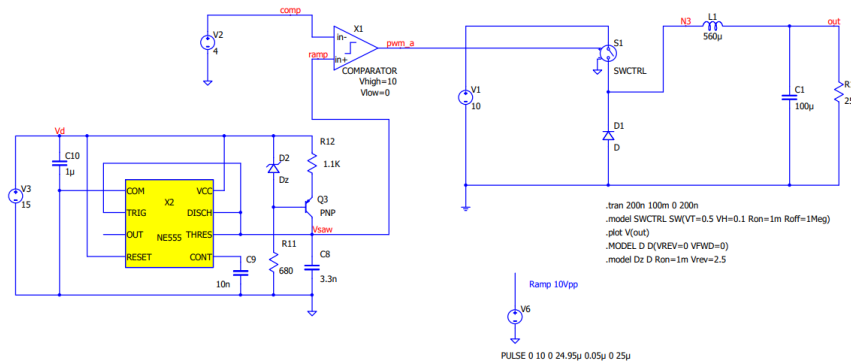 comp
X1
V2
4
in-
in+
ramp
pwm_a
COMPARATOR
Vhigh=10
Vlow=0
S1
SWCTRL
V1
10
N3
L1
560µ
out
D1
D
C1
100µ
Vd
C10
1µ
V3
15
COM
TRIG
OUT
RESET
X2
NE555
VCC
DISCH
THRES
CONT
D2
Dz
R12
1.1K
Q3
PNP
Vsaw
R11
680
C9
10n
C8
3.3n
.tran 200n 100m 0 200n
.model SWCTRL SW(VT=0.5 VH=0.1 Ron=1m Roff=1Meg)
.plot V(out)
.MODEL D D(VREV=0 VFWD=0)
.model Dz D Ron=1m Vrev=2.5
Ramp 10Vpp
V6
PULSE 0 10 0 24.95µ 0.05µ 0 25µ